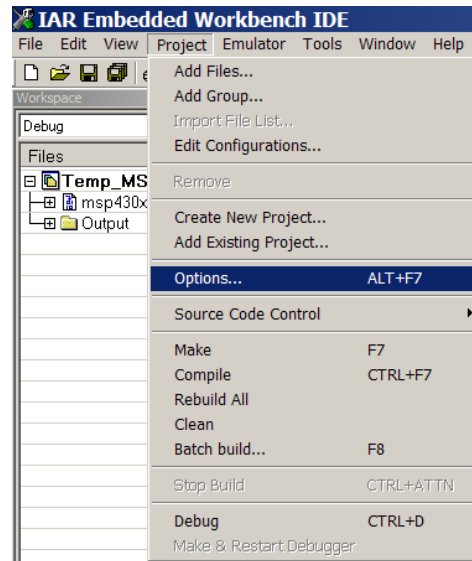 IAR Embedded Workbench IDE
File Edit View Project Emulator Tools Window Help
Workspace
Debug
Files
Temp_MS
msp430x
Output
Add Files...
Add Group...
Import File List...
Edit Configurations...
Remove
Create New Project...
Add Existing Project...
Options... ALT+F7
Source Code Control
Make F7
Compile CTRL+F7
Rebuild All
Clean
Batch build... F8
Stop Build CTRL+ATTN
Debug CTRL+D
Make & Restart Debugger